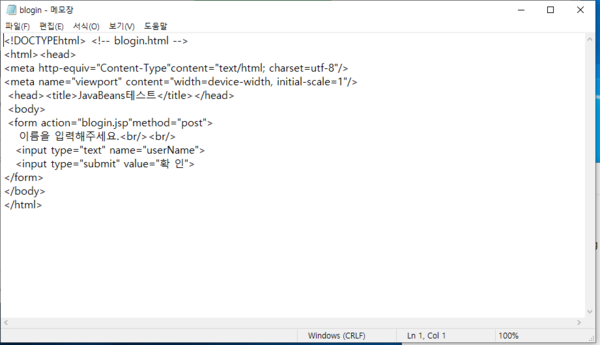 blogin - 메모장
파일(F) 편집(E) 서식(O) 보기(V) 도움말
<!DOCTYPEhtml> <!-- blogin.html -->
<html><head>
<meta http-equiv="Content-Type"content="text/html; charset=utf-8"/>
<meta name="viewport" content="width=device-width, initial-scale=1"/>
<head><title>JavaBeans테스트</title></head>
<body>
<form action="blogin.jsp"method="post">
이름을 입력해주세요.<br/><br/>
<input type="text" name="userName">
<input type="submit" value="확 인">
</form>
</body>
</html>
Windows (CRLF) Ln 1, Col 1 100%